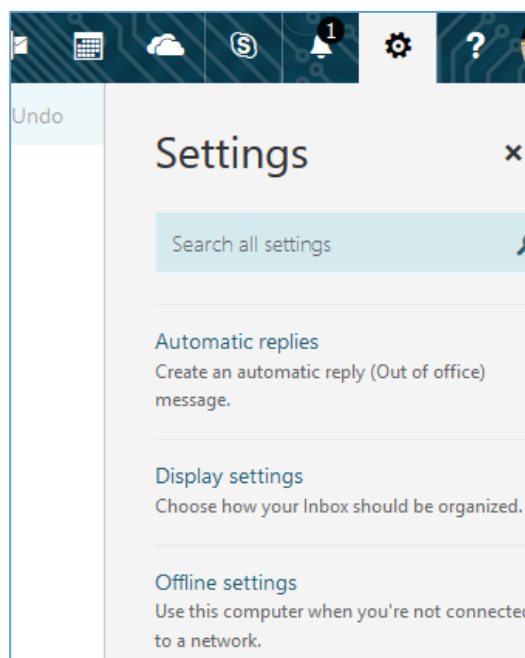 1
Undo
Settings
Search all settings
Automatic replies
Create an automatic reply (Out of office)
message.
Display settings
Choose how your Inbox should be organized.
Offline settings
Use this computer when you're not connected
to a network.